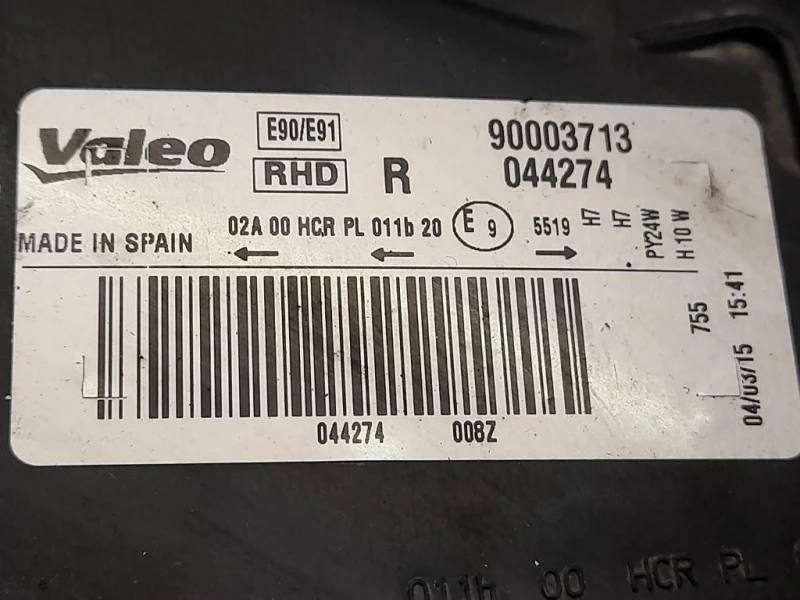 Valeo
E90/E91
RHD
R
90003713
044274
MADE IN SPAIN
02A 00 HCR PL 011b 20
E 9
5519
H7
H7
PY24W
H 10 W
755
04/03/15 15:41
044274 008Z
011b 00 HCR PL